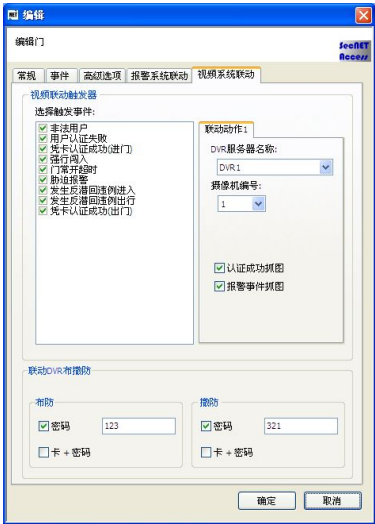 编辑
编辑门
SecNET
Access
常规 事件 高级选项 报警系统联动 视频系统联动
视频联动触发器
选择触发事件:
非法用户
用户认证失败
凭卡认证成功(进门)
强行闯入
门常开超时
胁迫报警
发生反潜回违例进入
发生反潜回违例出行
凭卡认证成功(出门)
联动动作1
DVR服务器名称:
DVR1
摄像机编号:
1
认证成功抓图
报警事件抓图
联动DVR布撤防
布防
密码 123
卡 + 密码
撤防
密码 321
卡 + 密码
确定 取消